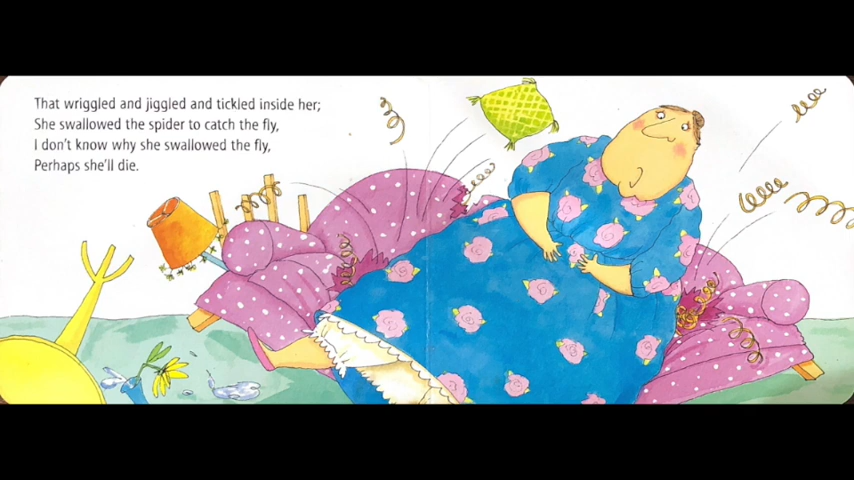 That wriggled and jiggled and tickled inside her;
She swallowed the spider to catch the fly,
I don't know why she swallowed the fly,
Perhaps she'll die.